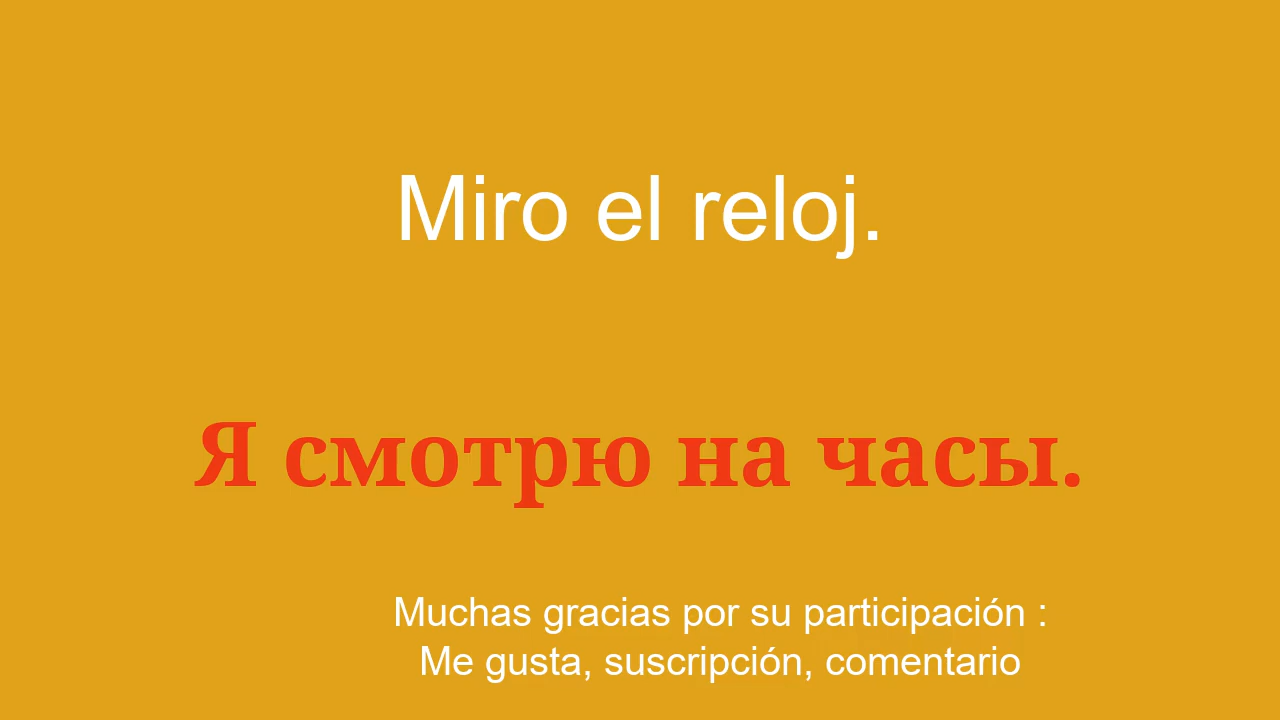 Miro el reloj.
Я смотрю на часы.
Muchas gracias por su participación :
Me gusta, suscripción, comentario